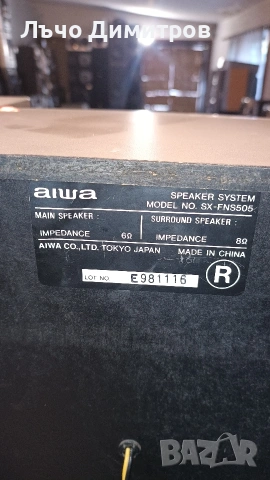 Лъчо Димитров
aiwa
SPEAKER SYSTEM
MODEL NO. SX-FNS505
MAIN SPEAKER :
SURROUND SPEAKER :
IMPEDANCE 6Ω
IMPEDANCE 8Ω
AIWA CO., LTD. TOKYO JAPAN
MADE IN CHINA
LOT NO. E981116
R
BAZAR.BG